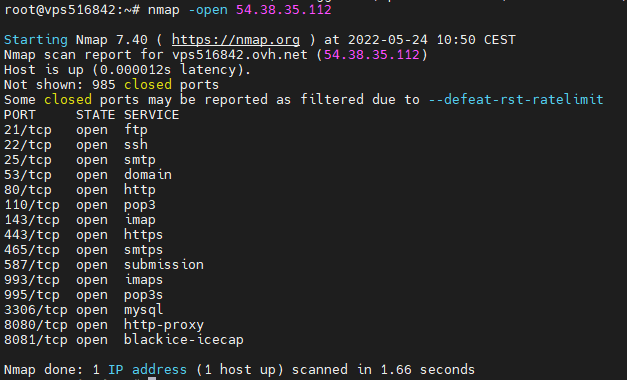 root@vps516842:~# nmap -open 54.38.35.112
Starting Nmap 7.40 ( https://nmap.org ) at 2022-05-24 10:50 CEST
Nmap scan report for vps516842.ovh.net (54.38.35.112)
Host is up (0.000012s latency).
Not shown: 985 closed ports
Some closed ports may be reported as filtered due to --defeat-rst-ratelimit
PORT     STATE SERVICE
21/tcp   open  ftp
22/tcp   open  ssh
25/tcp   open  smtp
53/tcp   open  domain
80/tcp   open  http
110/tcp  open  pop3
143/tcp  open  imap
443/tcp  open  https
465/tcp  open  smtps
587/tcp  open  submission
993/tcp  open  imaps
995/tcp  open  pop3s
3306/tcp open  mysql
8080/tcp open  http-proxy
8081/tcp open  blackice-icecap
Nmap done: 1 IP address (1 host up) scanned in 1.66 seconds